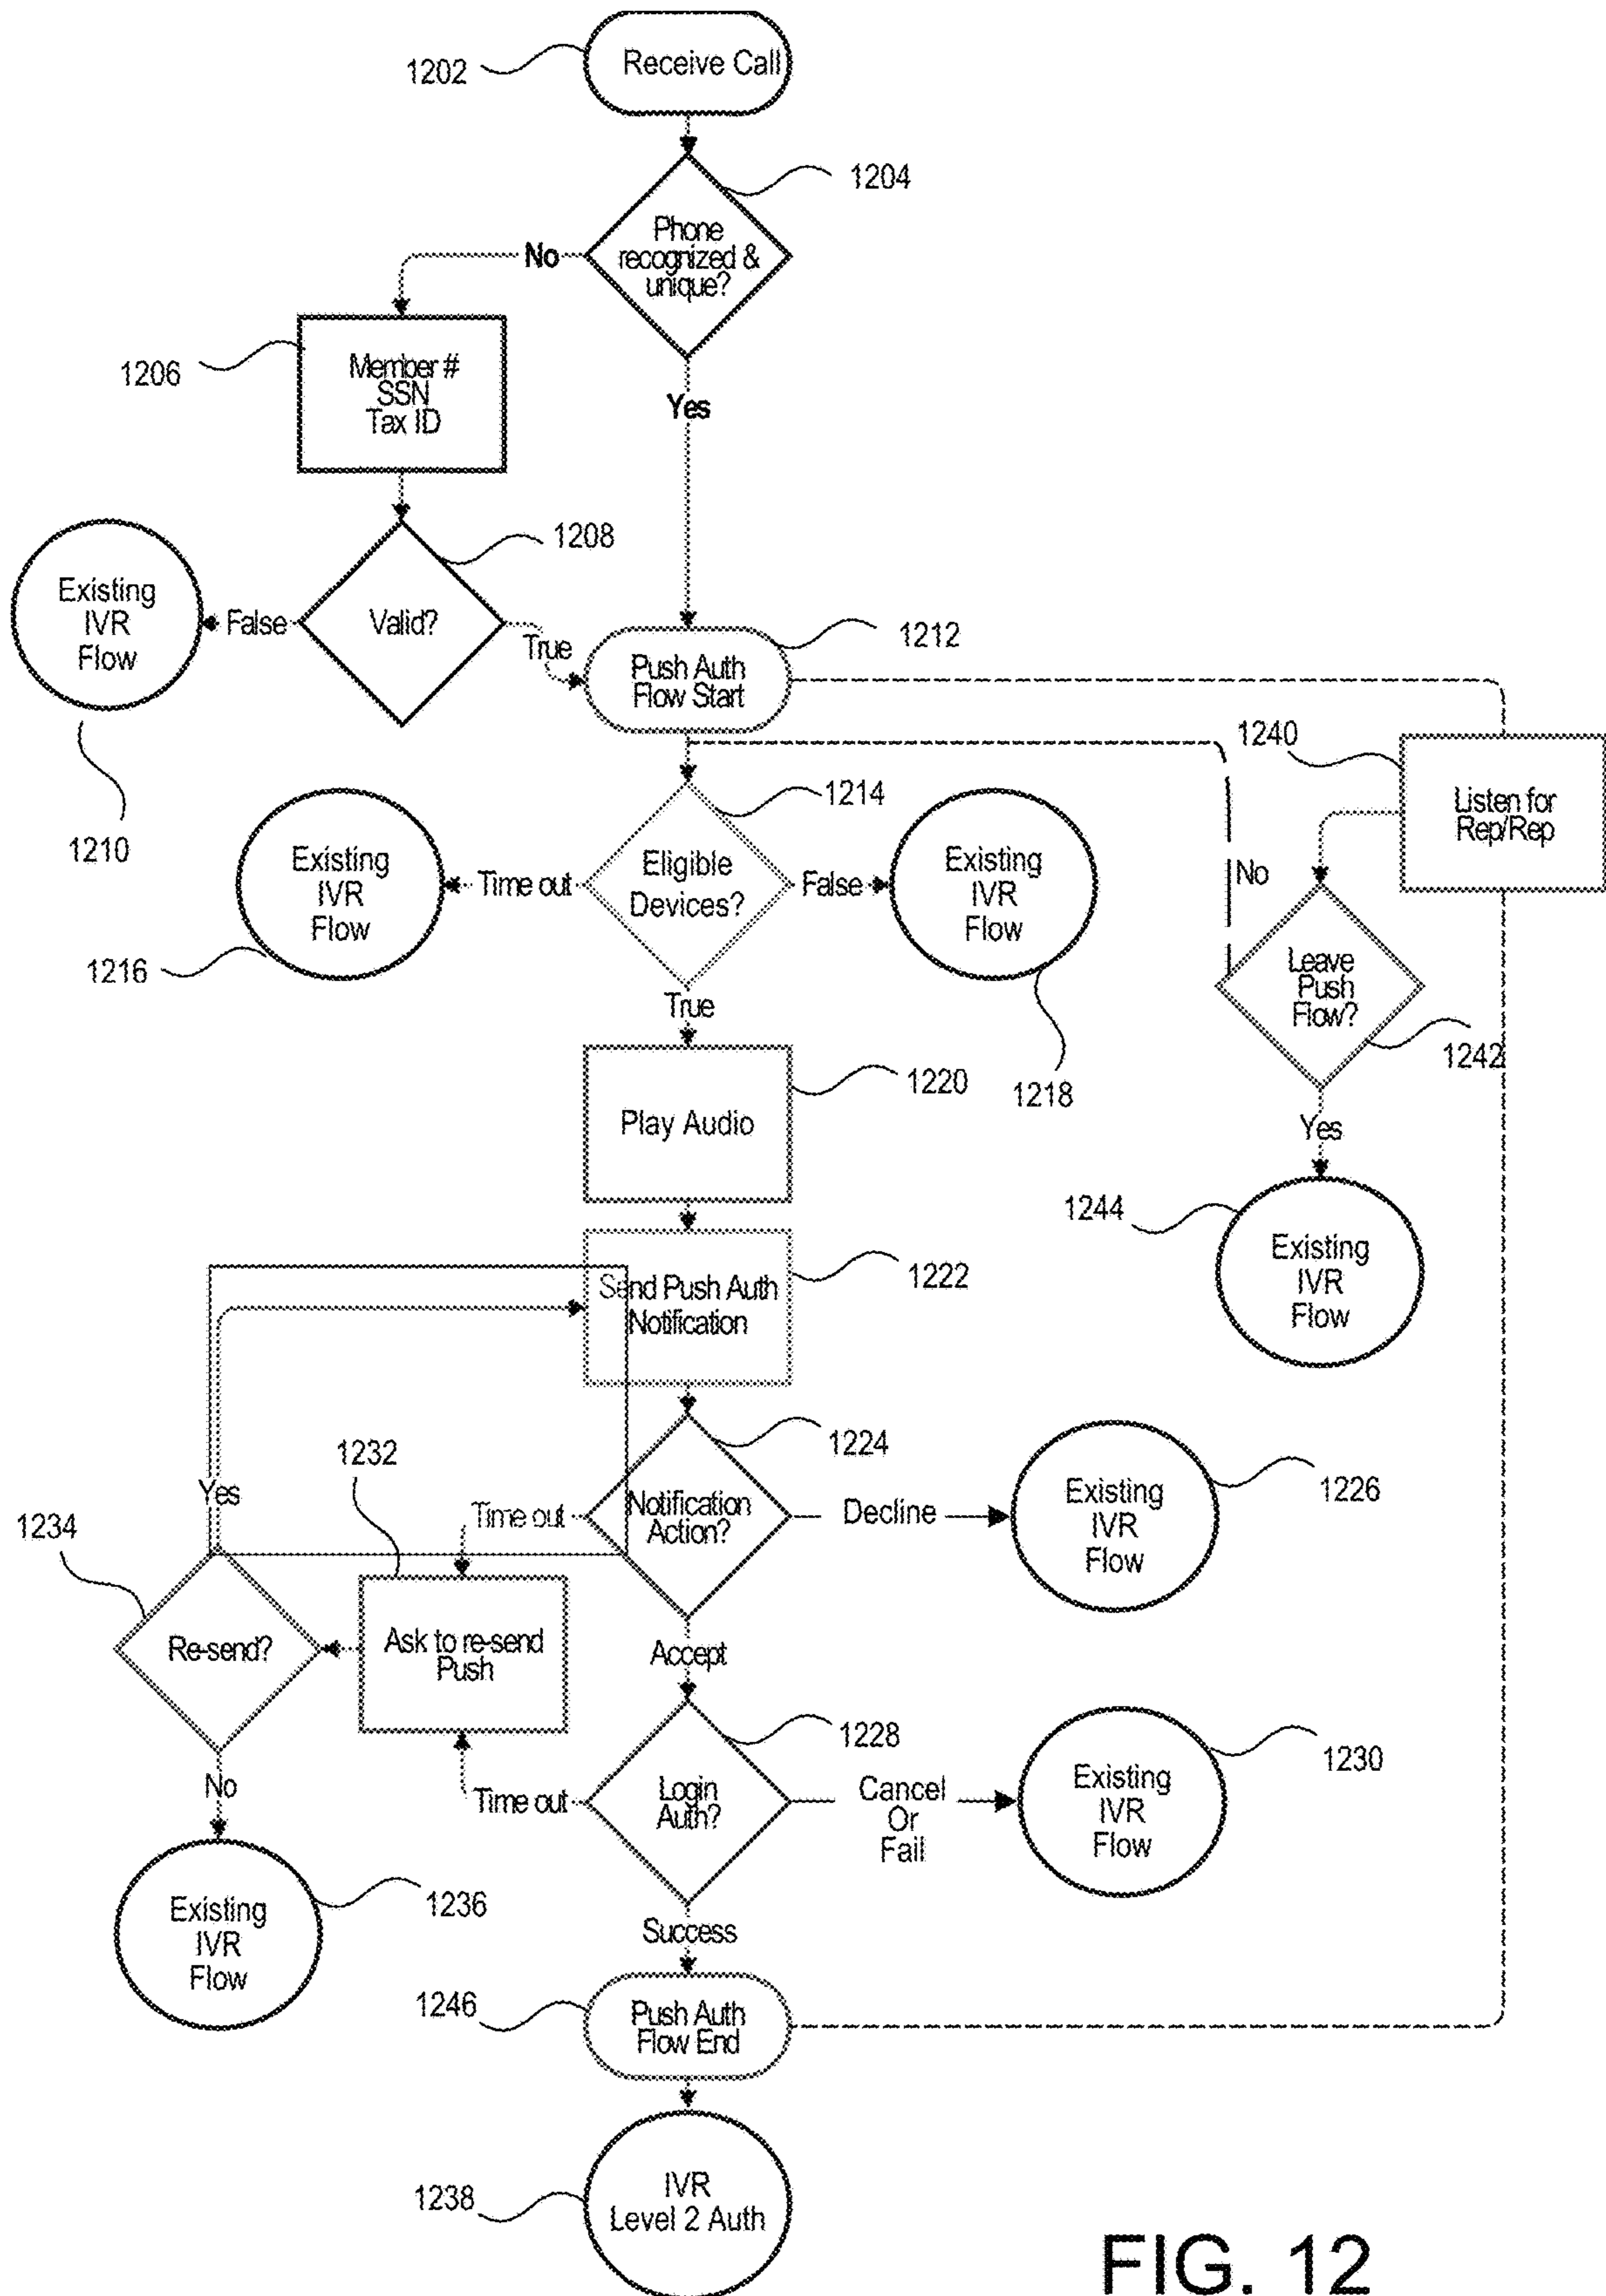 1202
Receive Call
1204
Phone
recognized &
unique?
No
1206
Member #
SSN
Tax ID
Yes
1208
Existing
IVR
Flow
False
Valid?
True
1212
Push Auth
Flow Start
1210
1240
Listen for
Rep/Rep
1214
Existing
IVR
Flow
Time out
Eligible
Devices?
False
Existing
IVR
Flow
No
1216
Leave
Push
Flow?
True
1242
1218
1220
Play Audio
Yes
1244
Existing
IVR
Flow
1222
Send Push Auth
Notification
1224
1232
Yes
1234
Time out
Notification
Action?
Decline
Existing
IVR
Flow
1226
Re-send?
Ask to re-send
Push
Accept
1228
1230
No
Time out
Login
Auth?
Cancel
Or
Fail
Existing
IVR
Flow
1236
Existing
IVR
Flow
Success
1246
Push Auth
Flow End
1238
IVR
Level 2 Auth
FIG. 12